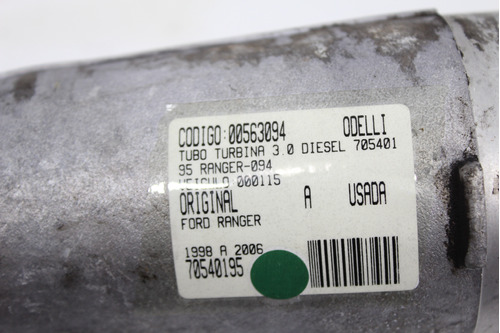 CODIGO:00563094 ODELLI
TUBO TURBINA 3.0 DIESEL 705401
95 RANGER-094
VEICULO 000115
ORIGINAL A USADA
FORD RANGER
1998 A 2006
70540195